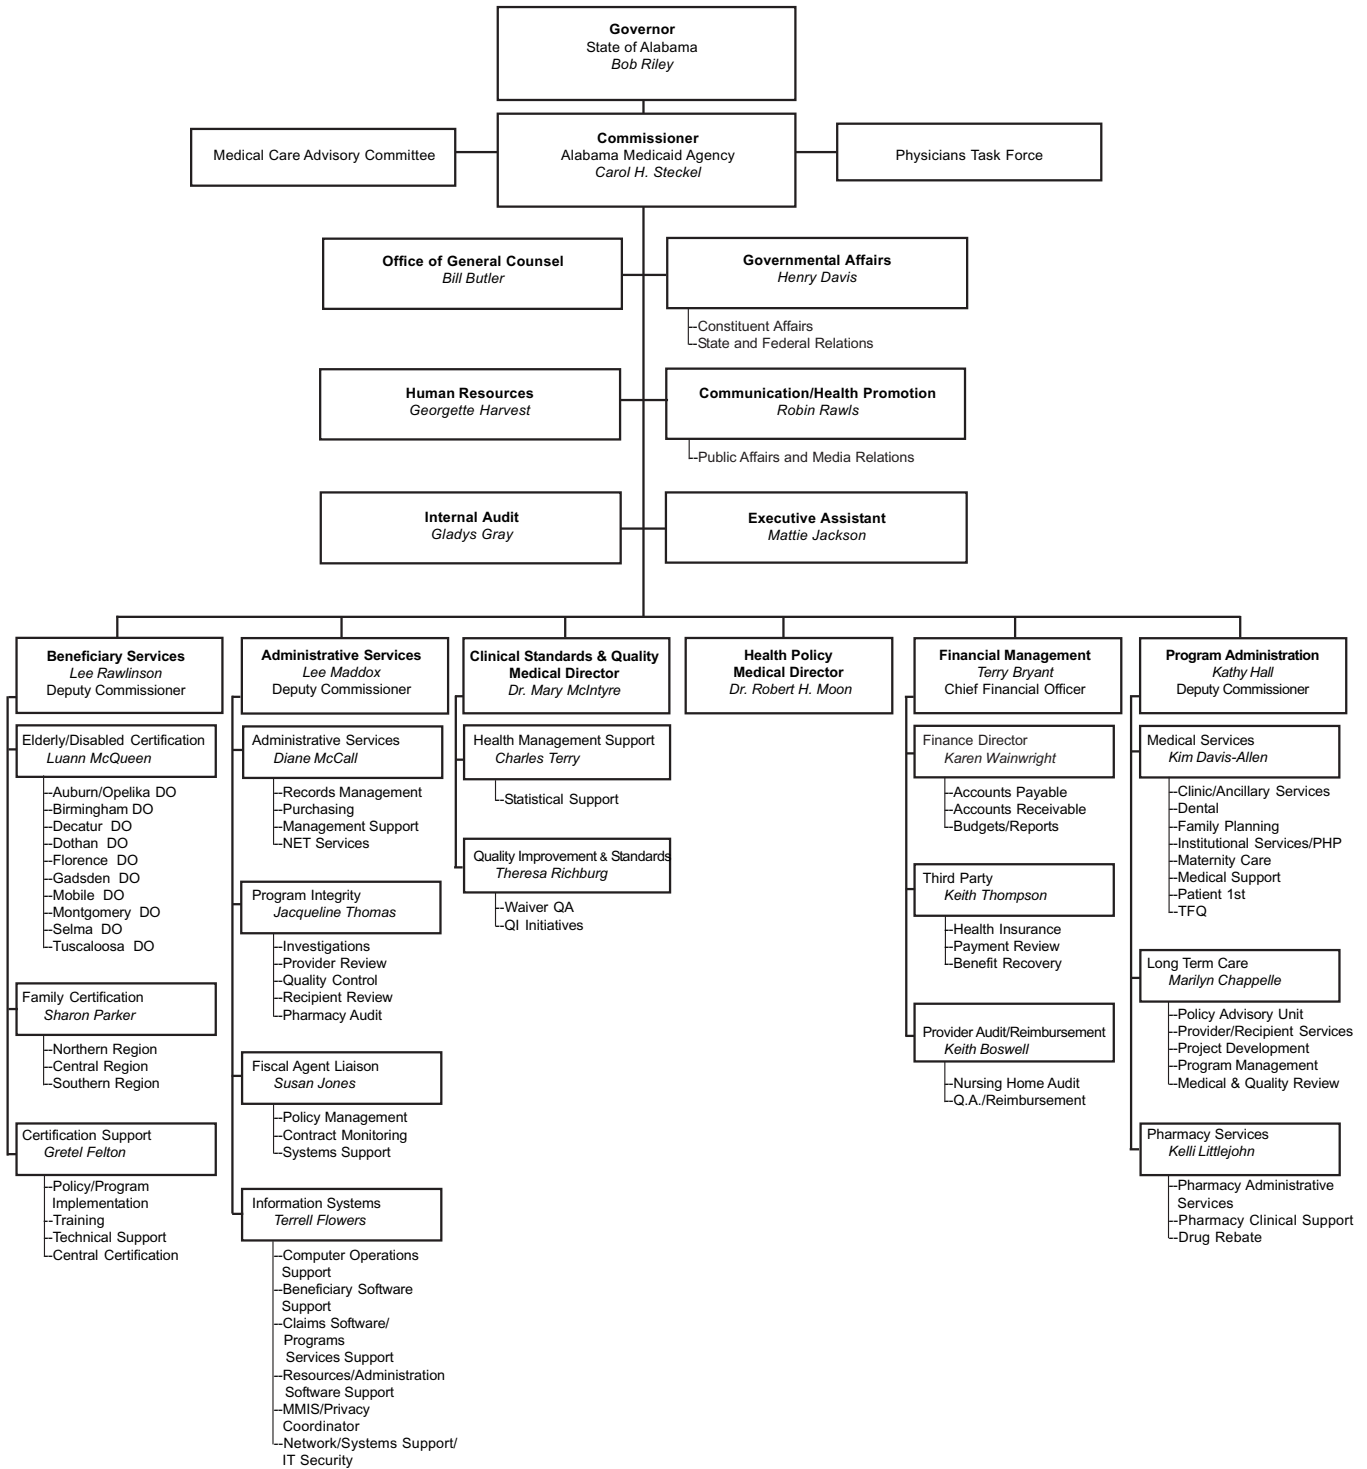 Governor
State of Alabama
Bob Riley
Medical Care Advisory Committee
Commissioner
Alabama Medicaid Agency
Carol H. Steckel
Physicians Task Force
Office of General Counsel
Bill Butler
Governmental Affairs
Henry Davis
--Constituent Affairs
--State and Federal Relations
Human Resources
Georgette Harvest
Communication/Health Promotion
Robin Rawls
--Public Affairs and Media Relations
Internal Audit
Gladys Gray
Executive Assistant
Mattie Jackson
Beneficiary Services
Lee Rawlinson
Deputy Commissioner
Elderly/Disabled Certification
Luann McQueen
--Auburn/Opelika DO
--Birmingham DO
--Decatur DO
--Dothan DO
--Florence DO
--Gadsden DO
--Mobile DO
--Montgomery DO
--Selma DO
--Tuscaloosa DO
Family Certification
Sharon Parker
--Northern Region
--Central Region
--Southern Region
Certification Support
Gretel Felton
--Policy/Program
Implementation
--Training
--Technical Support
--Central Certification
Administrative Services
Lee Maddox
Deputy Commissioner
Administrative Services
Diane McCall
--Records Management
--Purchasing
--Management Support
--NET Services
Program Integrity
Jacqueline Thomas
--Investigations
--Provider Review
--Quality Control
--Recipient Review
--Pharmacy Audit
Fiscal Agent Liaison
Susan Jones
--Policy Management
--Contract Monitoring
--Systems Support
Information Systems
Terrell Flowers
--Computer Operations
Support
--Beneficiary Software
Support
--Claims Software/
Programs
Services Support
--Resources/Administration
Software Support
--MMIS/Privacy
Coordinator
--Network/Systems Support/
IT Security
Clinical Standards & Quality
Medical Director
Dr. Mary McIntyre
Health Management Support
Charles Terry
--Statistical Support
Quality Improvement & Standards
Theresa Richburg
--Waiver QA
--QI Initiatives
Health Policy
Medical Director
Dr. Robert H. Moon
Financial Management
Terry Bryant
Chief Financial Officer
Finance Director
Karen Wainwright
--Accounts Payable
--Accounts Receivable
--Budgets/Reports
Third Party
Keith Thompson
--Health Insurance
--Payment Review
--Benefit Recovery
Provider Audit/Reimbursement
Keith Boswell
--Nursing Home Audit
--Q.A./Reimbursement
Program Administration
Kathy Hall
Deputy Commissioner
Medical Services
Kim Davis-Allen
--Clinic/Ancillary Services
--Dental
--Family Planning
--Institutional Services/PHP
--Maternity Care
--Medical Support
--Patient 1st
--TFQ
Long Term Care
Marilyn Chappelle
--Policy Advisory Unit
--Provider/Recipient Services
--Project Development
--Program Management
--Medical & Quality Review
Pharmacy Services
Kelli Littlejohn
--Pharmacy Administrative
Services
--Pharmacy Clinical Support
--Drug Rebate